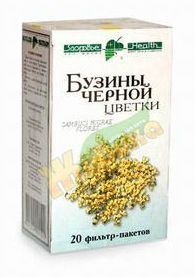 Здоровье Health
БУЗИНЫ ЧЕРНОЙ
ЦВЕТКИ
SAMBUCI NIGRAE
FLORES
20 фильтр-пакетов